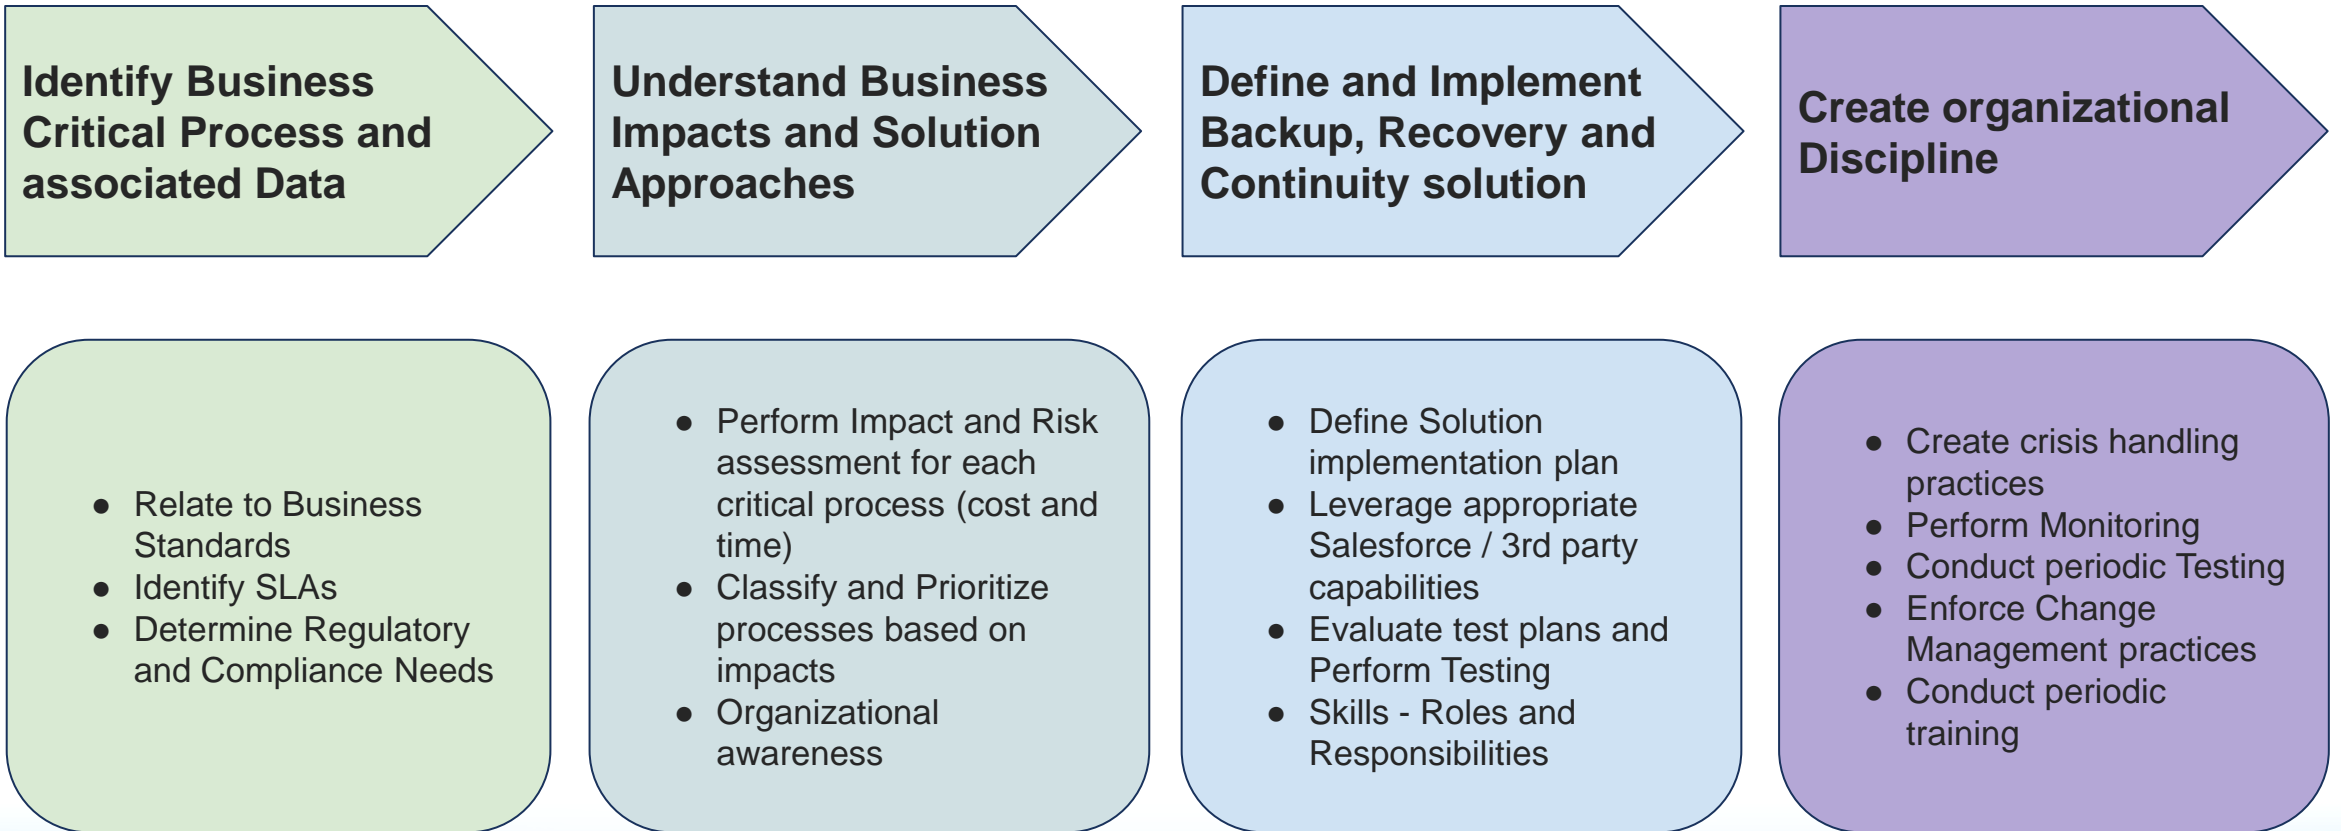 Identify Business
Critical Process and
associated Data
Understand Business
Impacts and Solution
Approaches
Define and Implement
Backup, Recovery and
Continuity solution
Create organizational
Discipline
● Relate to Business
Standards
● Identify SLAs
● Determine Regulatory
and Compliance Needs
● Perform Impact and Risk
assessment for each
critical process (cost and
time)
● Classify and Prioritize
processes based on
impacts
● Organizational
awareness
● Define Solution
implementation plan
● Leverage appropriate
Salesforce / 3rd party
capabilities
● Evaluate test plans and
Perform Testing
● Skills - Roles and
Responsibilities
● Create crisis handling
practices
● Perform Monitoring
● Conduct periodic Testing
● Enforce Change
Management practices
● Conduct periodic
training